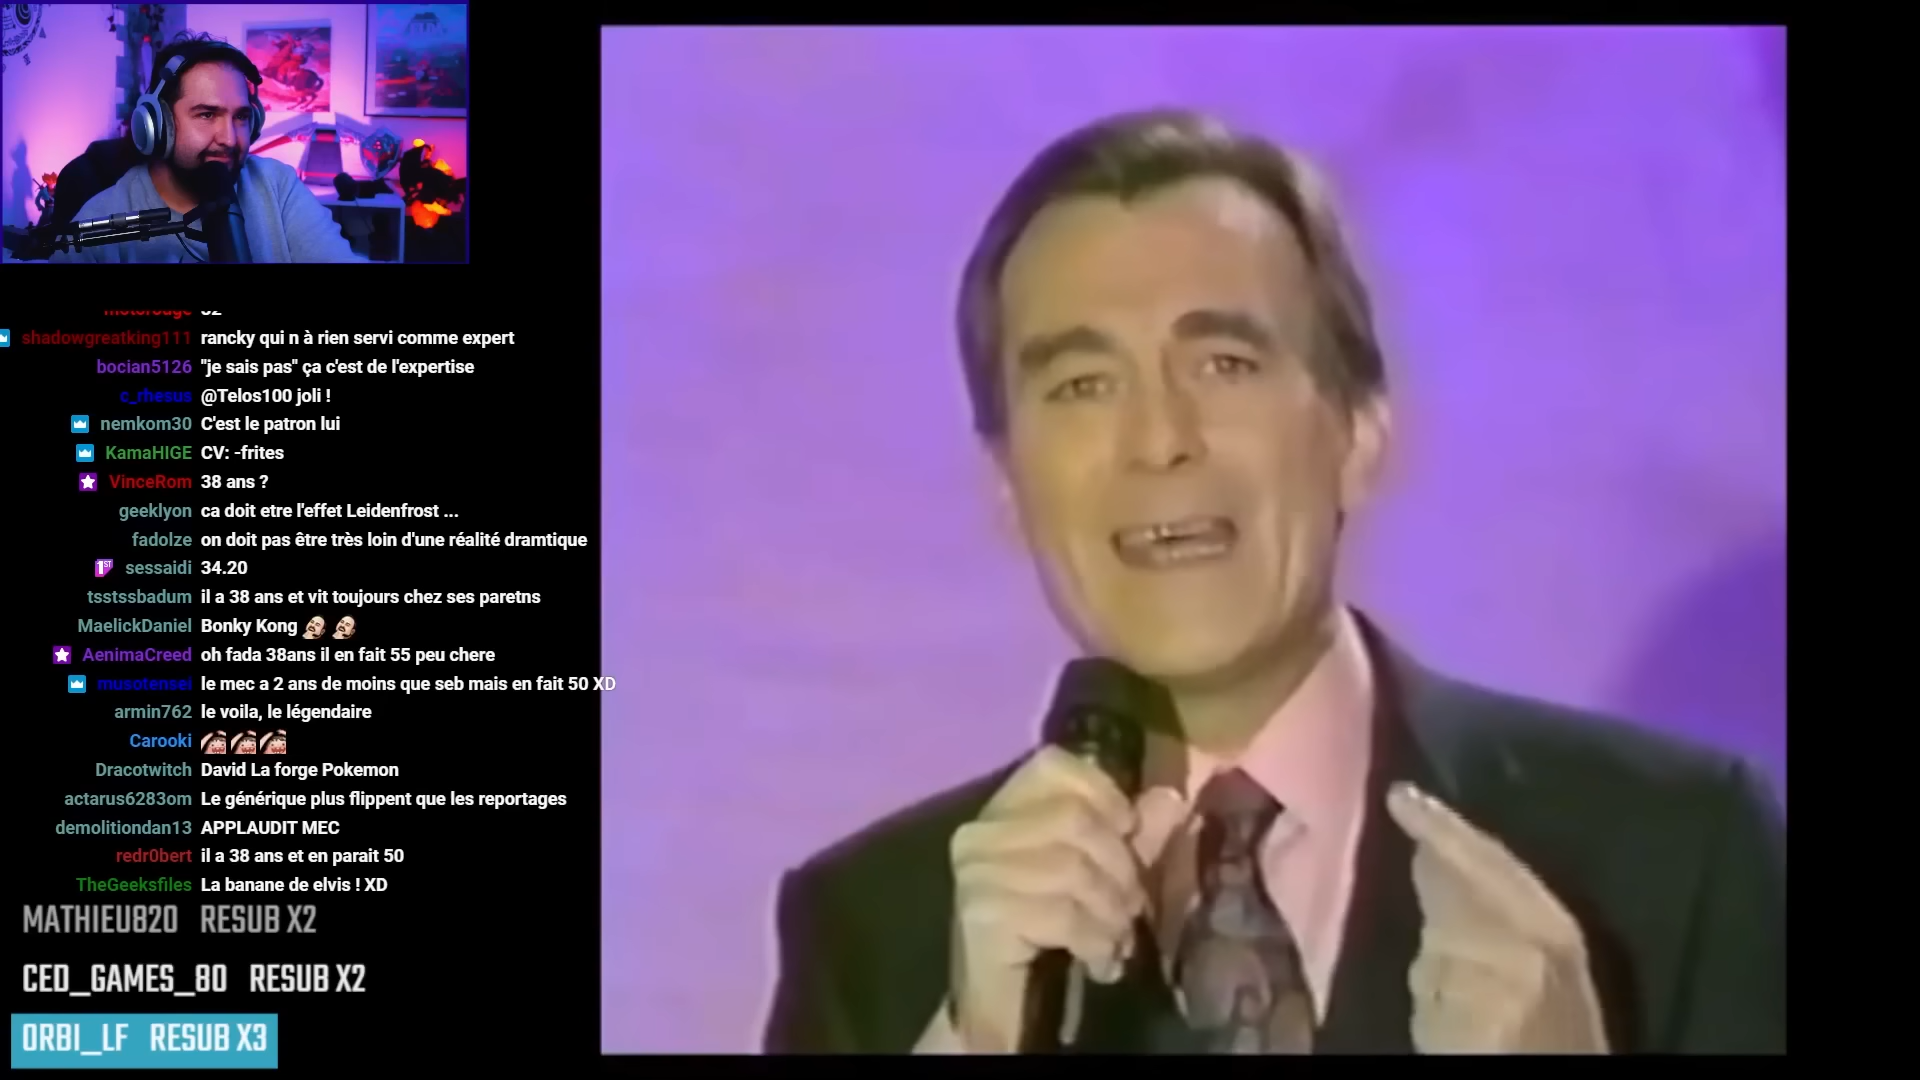 shadowgreatking111 rancky qui n à rien servi comme expert
bocian5126 "je sais pas" ça c'est de l'expertise
c_rhesus @Telos100 joli !
nemkom30 C'est le patron lui
KamaHIGE CV: -frites
VinceRom 38 ans ?
geeklyon ca doit etre l'effet Leidenfrost ...
fadolze on doit pas être très loin d'une réalité dramtique
1ST sessaidi 34.20
tsstssbadum il a 38 ans et vit toujours chez ses paretns
MaelickDaniel Bonky Kong
AenimaCreed oh fada 38ans il en fait 55 peu chere
musotensei le mec a 2 ans de moins que seb mais en fait 50 XD
armin762 le voila, le légendaire
Carooki
Dracotwitch David La forge Pokemon
actarus6283om Le générique plus flippent que les reportages
demolitiondan13 APPLAUDIT MEC
redr0bert il a 38 ans et en parait 50
TheGeeksfiles La banane de elvis ! XD
MATHIEU820 RESUB X2
CED_GAMES_80 RESUB X2
ORBI_LF RESUB X3